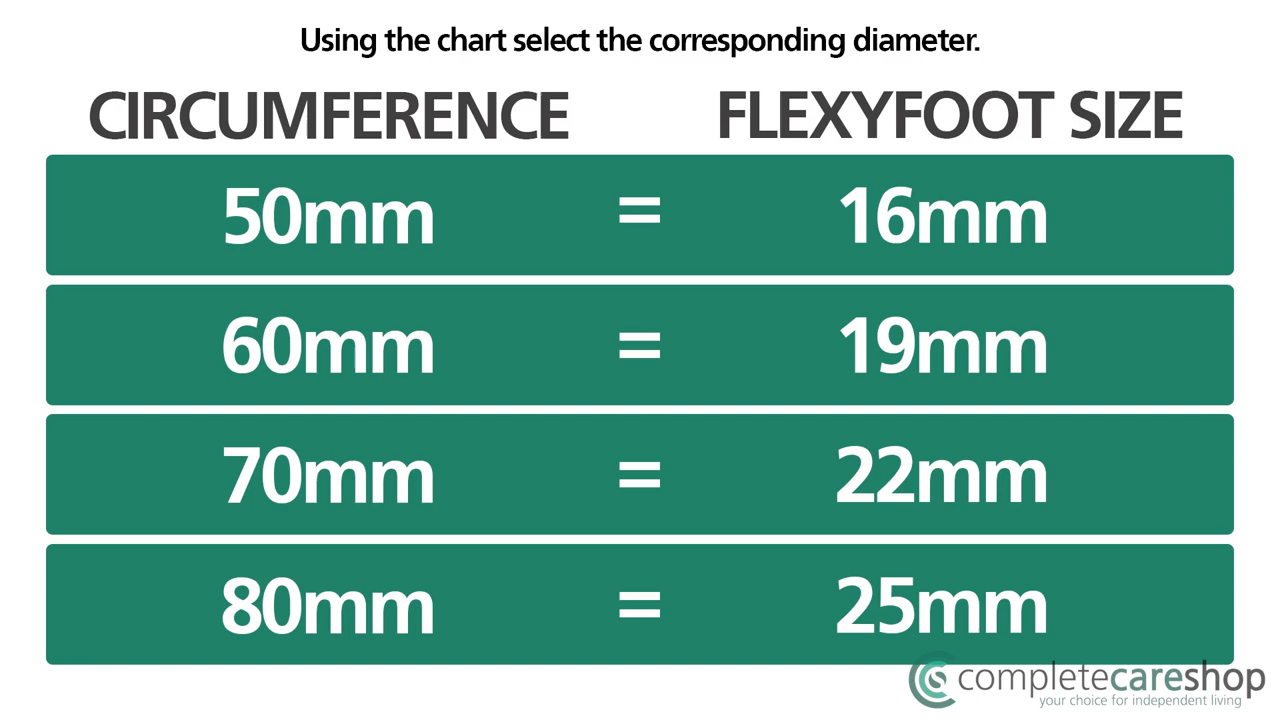 Using the chart select the corresponding diameter.
CIRCUMFERENCE FLEXYFOOT SIZE
50mm = 16mm
60mm = 19mm
70mm = 22mm
80mm = 25mm
completecareshop
your choice for independent living